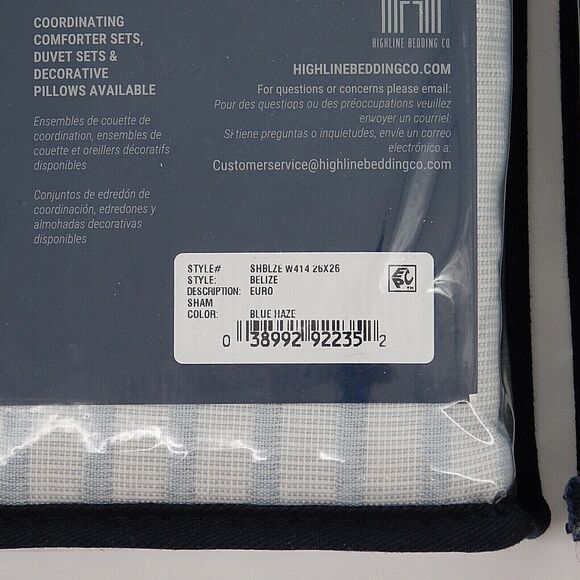 COORDINATING
COMFORTER SETS,
DUVET SETS &
DECORATIVE
PILLOWS AVAILABLE
Ensembles de couette de
coordination, ensembles de
couette et oreillers décoratifs
disponibles
Conjuntos de edredón de
coordinación, edredones y
almohadas decorativas
disponibles
HIGHLINE BEDDING CO.
HIGHLINEBEDDINGCO.COM
For questions or concerns please email:
Pour des questions ou des préoccupations veuillez
envoyer un courriel:
Si tiene preguntas o inquietudes, envíe un correo
electrónico a:
Customerservice@highlinebeddingco.com
STYLE# SHBLZE W414 26X26
STYLE: BELIZE
DESCRIPTION: EURO
SHAM
COLOR: BLUE HAZE
EPC TM
0 38992 92235 2